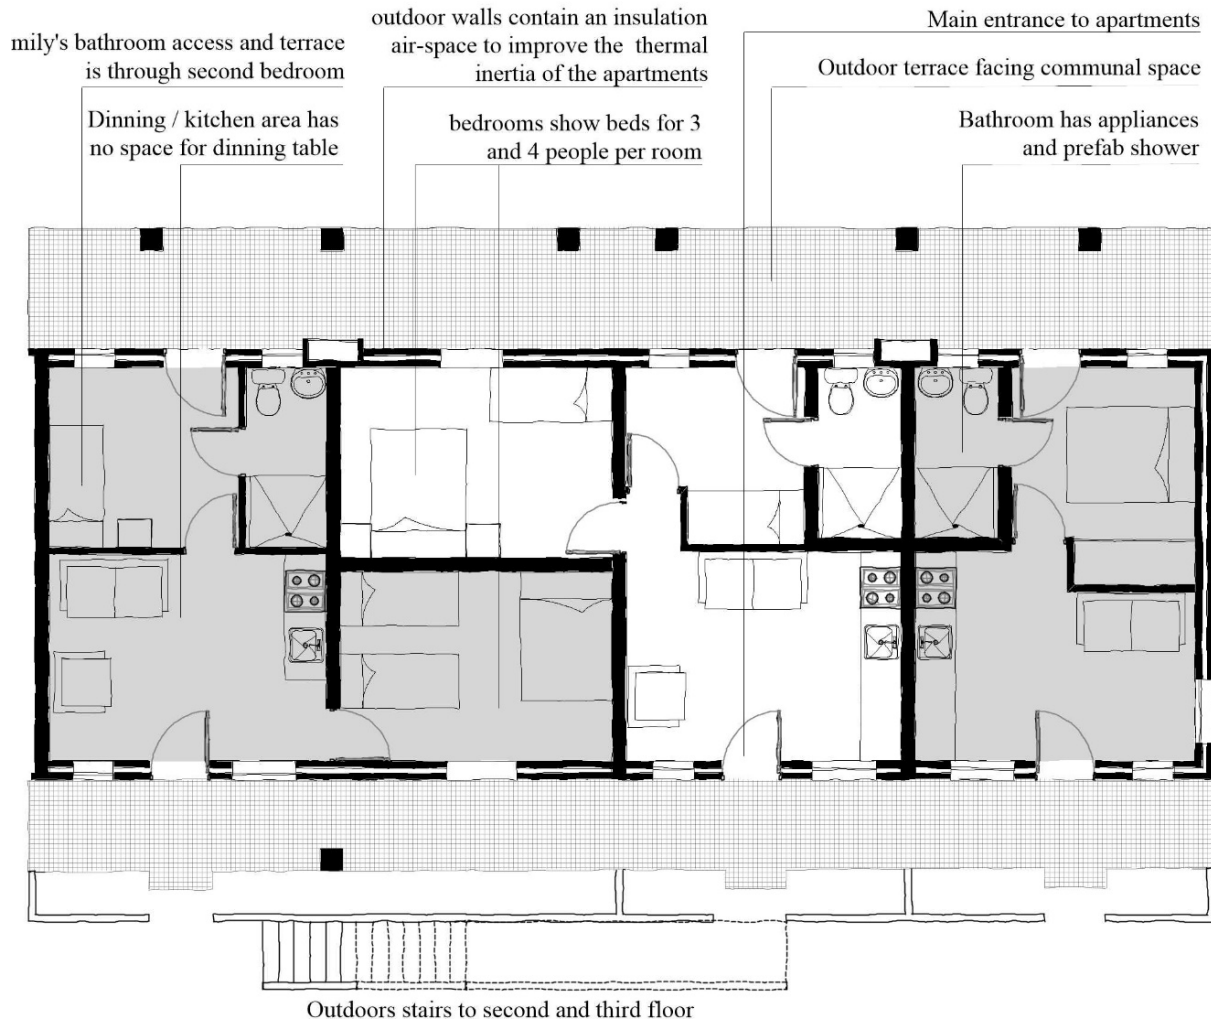 mily's bathroom access and terrace
is through second bedroom
Dinning / kitchen area has
no space for dinning table
outdoor walls contain an insulation
air-space to improve the thermal
inertia of the apartments
bedrooms show beds for 3
and 4 people per room
Main entrance to apartments
Outdoor terrace facing communal space
Bathroom has appliances
and prefab shower
Outdoors stairs to second and third floor